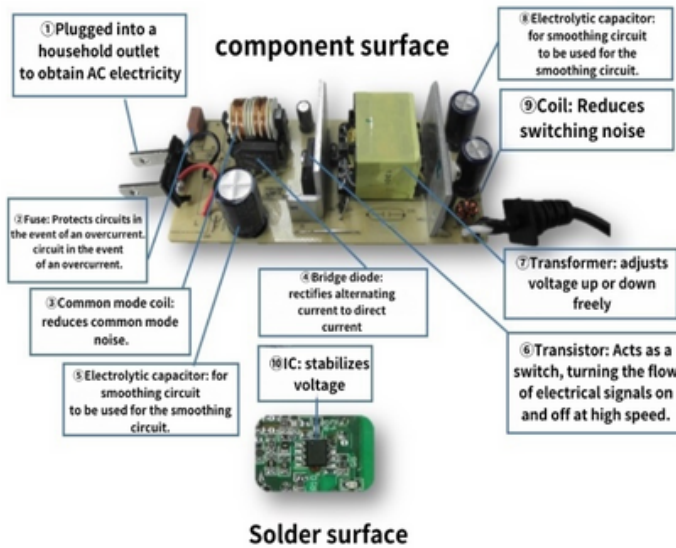 ①Plugged into a
household outlet
to obtain AC electricity
component surface
⑧Electrolytic capacitor:
for smoothing circuit
to be used for the
smoothing circuit.
⑨Coil: Reduces
switching noise
②Fuse: Protects circuits in
the event of an overcurrent.
circuit in the event
of an overcurrent.
③Common mode coil:
reduces common mode
noise.
④Bridge diode:
rectifies alternating
current to direct
current
⑦Transformer: adjusts
voltage up or down
freely
⑤Electrolytic capacitor: for
smoothing circuit
to be used for the smoothing
circuit.
⑩IC: stabilizes
voltage
⑥Transistor: Acts as a
switch, turning the flow
of electrical signals on
and off at high speed.
Solder surface